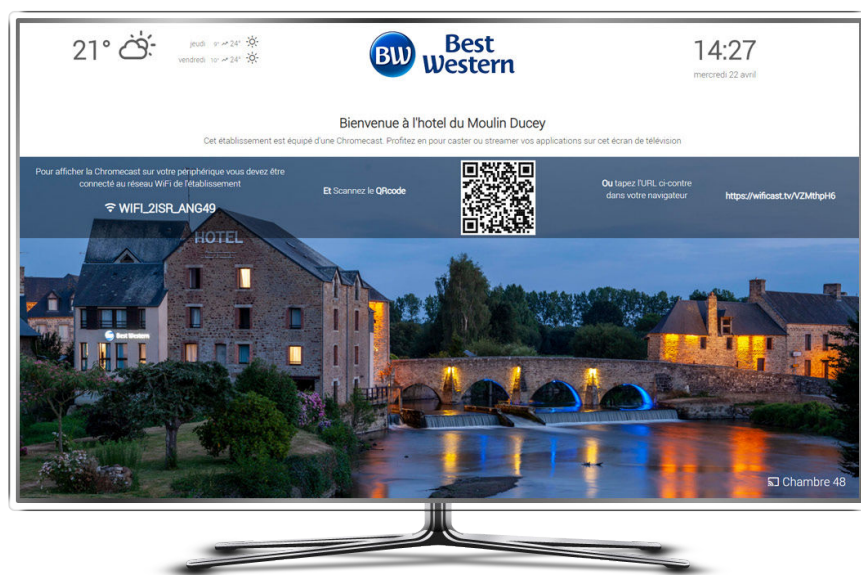 21°
jeudi 9° 24°
vendredi 10° 24°
BW Best
Western
14:27
mercredi 22 avril
Bienvenue à l'hotel du Moulin Ducey
Cet établissement est équipé d'une Chromecast. Profitez en pour caster ou streamer vos applications sur cet écran de télévision
Pour afficher la Chromecast sur votre périphérique vous devez être
connecté au réseau WiFi de l'établissement
WIFI_2ISR_ANG49
Et Scannez le QRcode
Ou tapez l'URL ci-contre
dans votre navigateur
https://wificast.tv/VZMthpH6
HOTEL
Best Western
Chambre 48